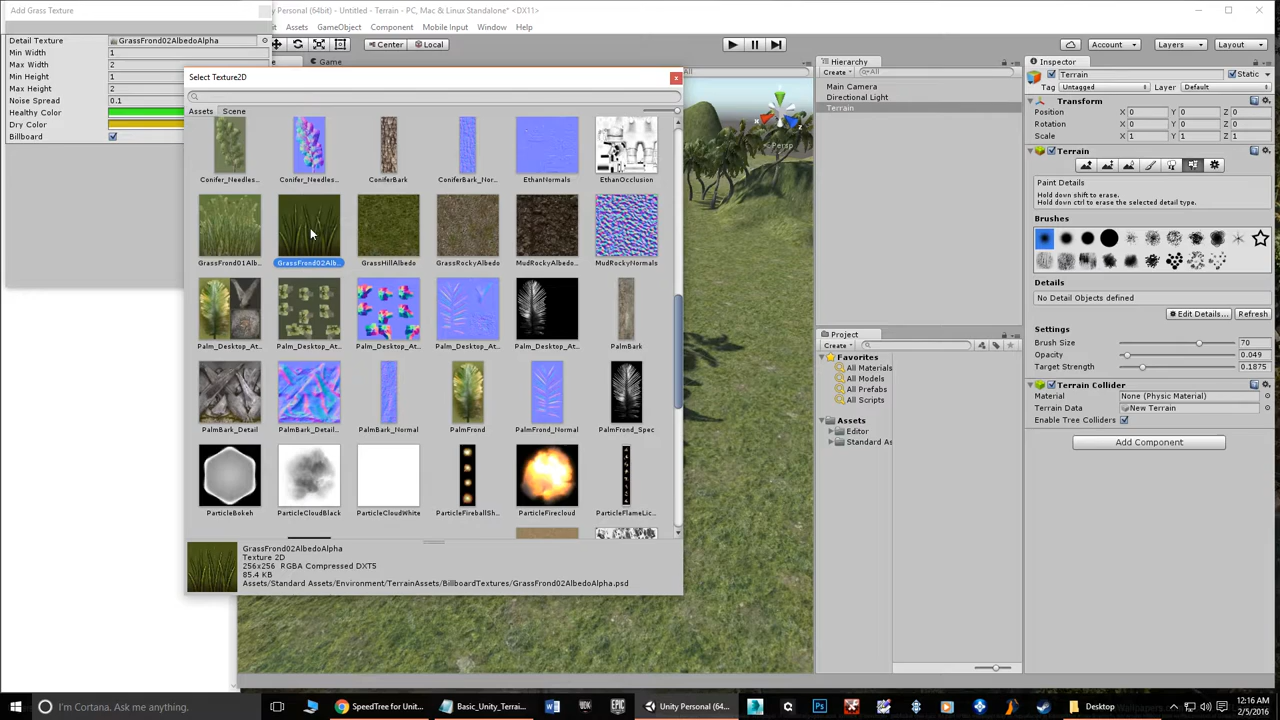 Add Grass Texture
y Personal (64bit) - Untitled - Terrain - PC, Mac & Linux Standalone* <DX11>
Assets GameObject Component Mobile Input Window Help
Detail Texture GrassFrond02AlbedoAlpha
Min Width 1
Max Width 2
Min Height 1
Max Height 2
Noise Spread 0.1
Healthy Color
Dry Color
Billboard
Center Local
Account Layers Layout
Game
Select Texture2D
Assets Scene
Conifer_Needles... Conifer_Needles... ConiferBark ConiferBark_Nor... EthanNormals EthanOcclusion
GrassFrond01Alb... GrassFrond02Alb... GrassHillAlbedo GrassRockyAlbedo MudRockyAlbedo... MudRockyNormals
Palm_Desktop_At... Palm_Desktop_At... Palm_Desktop_At... Palm_Desktop_At... Palm_Desktop_At... PalmBark
PalmBark_Detail... PalmBark_Detail... PalmBark_Normal PalmFrond PalmFrond_Normal PalmFrond_Spec
ParticleBokeh ParticleCloudBlack ParticleCloudWhite ParticleFireballSh... ParticleFirecloud ParticleFlameLic...
GrassFrond02AlbedoAlpha
Texture 2D
256x256 RGBA Compressed DXT5
85.4 KB
Assets/Standard Assets/Environment/TerrainAssets/BillboardTextures/GrassFrond02AlbedoAlpha.psd
All
Persp
Hierarchy
Create All
Main Camera
Directional Light
Terrain
Project
Create
Favorites
All Materials
All Models
All Prefabs
All Scripts
Assets
Editor
Standard As
Inspector
Terrain Static
Tag Untagged Layer Default
Transform
Position X 0 Y 0 Z 0
Rotation X 0 Y 0 Z 0
Scale X 1 Y 1 Z 1
Terrain
Paint Details
Hold down shift to erase.
Hold down ctrl to erase the selected detail type.
Brushes
Details
No Detail Objects defined
Edit Details... Refresh
Settings
Brush Size 70
Opacity 0.049
Target Strength 0.1875
Terrain Collider
Material None (Physic Material)
Terrain Data New Terrain
Enable Tree Colliders
Add Component
I'm Cortana. Ask me anything.
SpeedTree for Unit...
Basic_Unity_Terrai...
Unity Personal (64...
Desktop
12:16 AM
2/5/2016